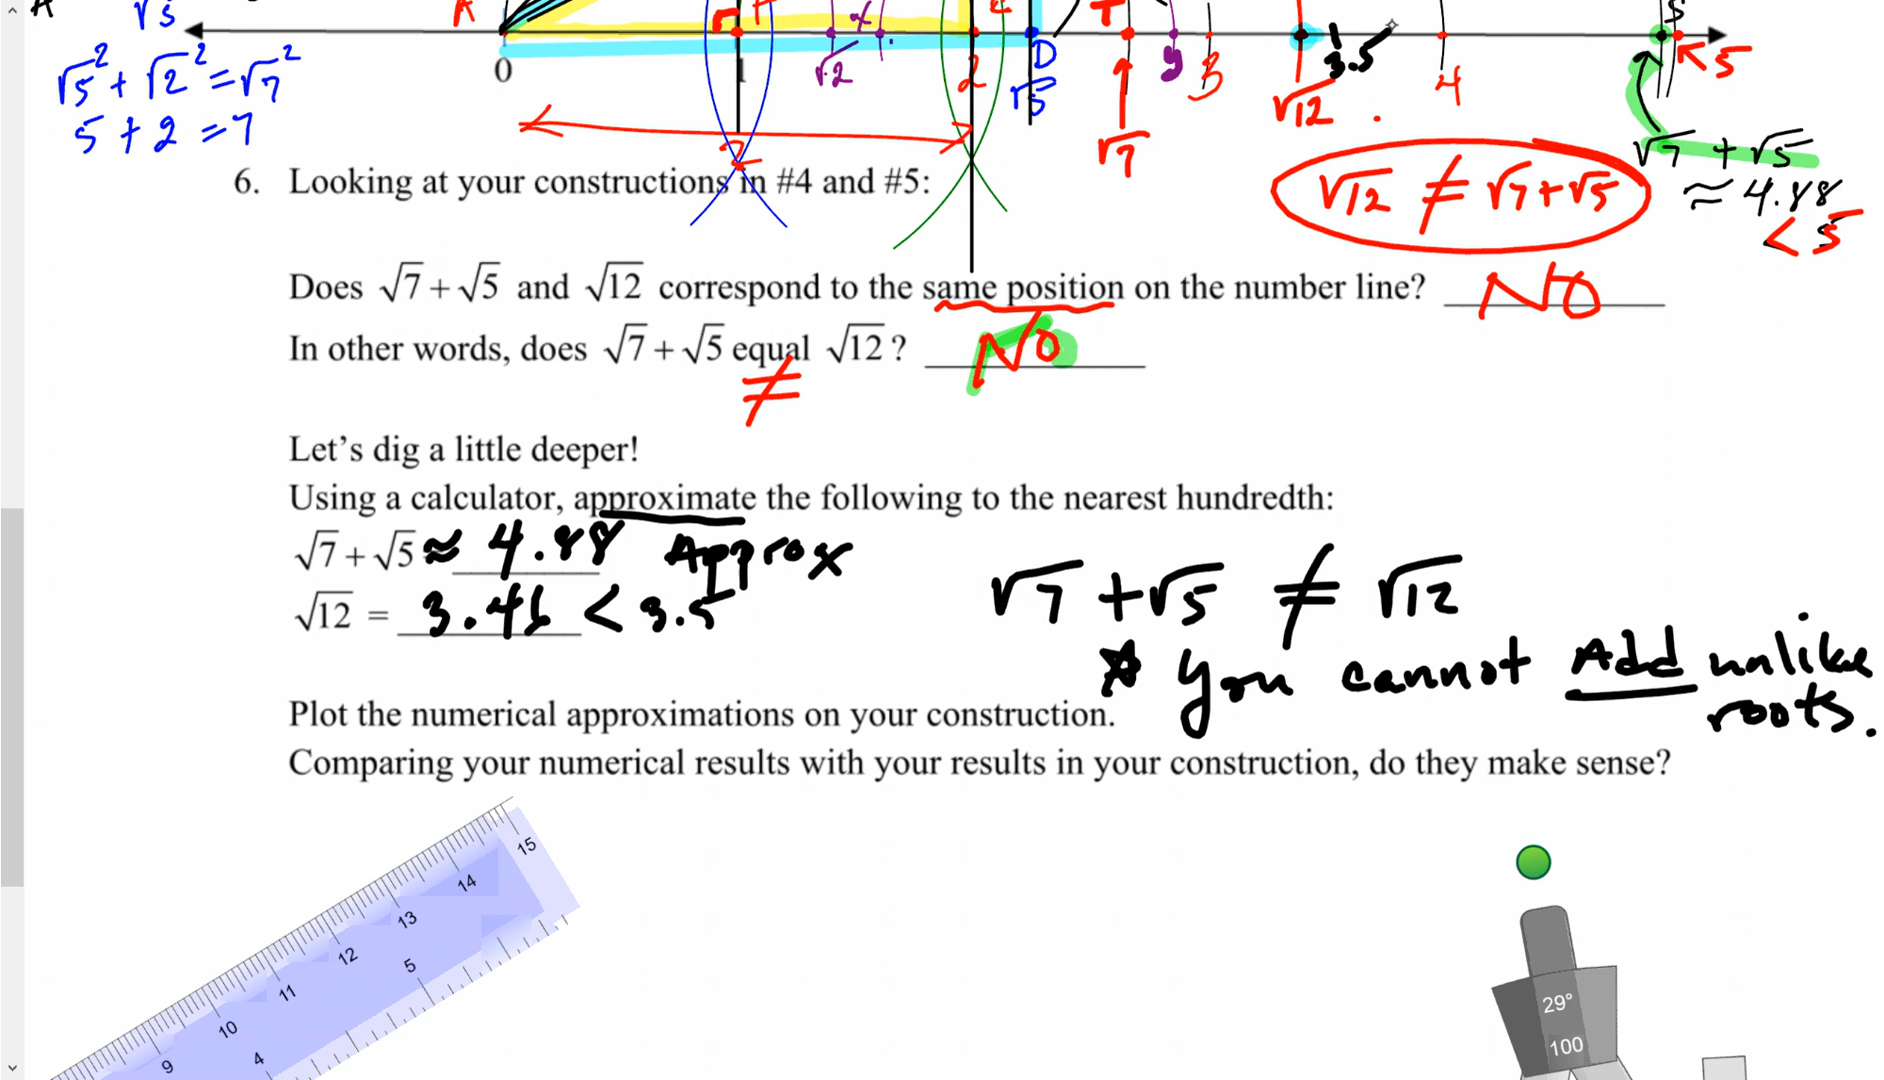 A √5 A F F x E T S
0 1 √2 2 D √5 √7 y 3 √12 3.5 4 K 5
√5² + √2² = √7²
5 + 2 = 7
2
√7 + √5
≈ 4.88
< 5
√12 ≠ √7 + √5
6. Looking at your constructions in #4 and #5:
Does √7 + √5 and √12 correspond to the same position on the number line? NO
In other words, does √7 + √5 equal √12? NO
≠
Let's dig a little deeper!
Using a calculator, approximate the following to the nearest hundredth:
√7 + √5 ≈ 4.88 Approx
√12 = 3.46 < 3.5
√7 + √5 ≠ √12
* You cannot Add unlike
roots.
Plot the numerical approximations on your construction.
Comparing your numerical results with your results in your construction, do they make sense?
15
14
13
12
11
10
9
5
4
29°
100